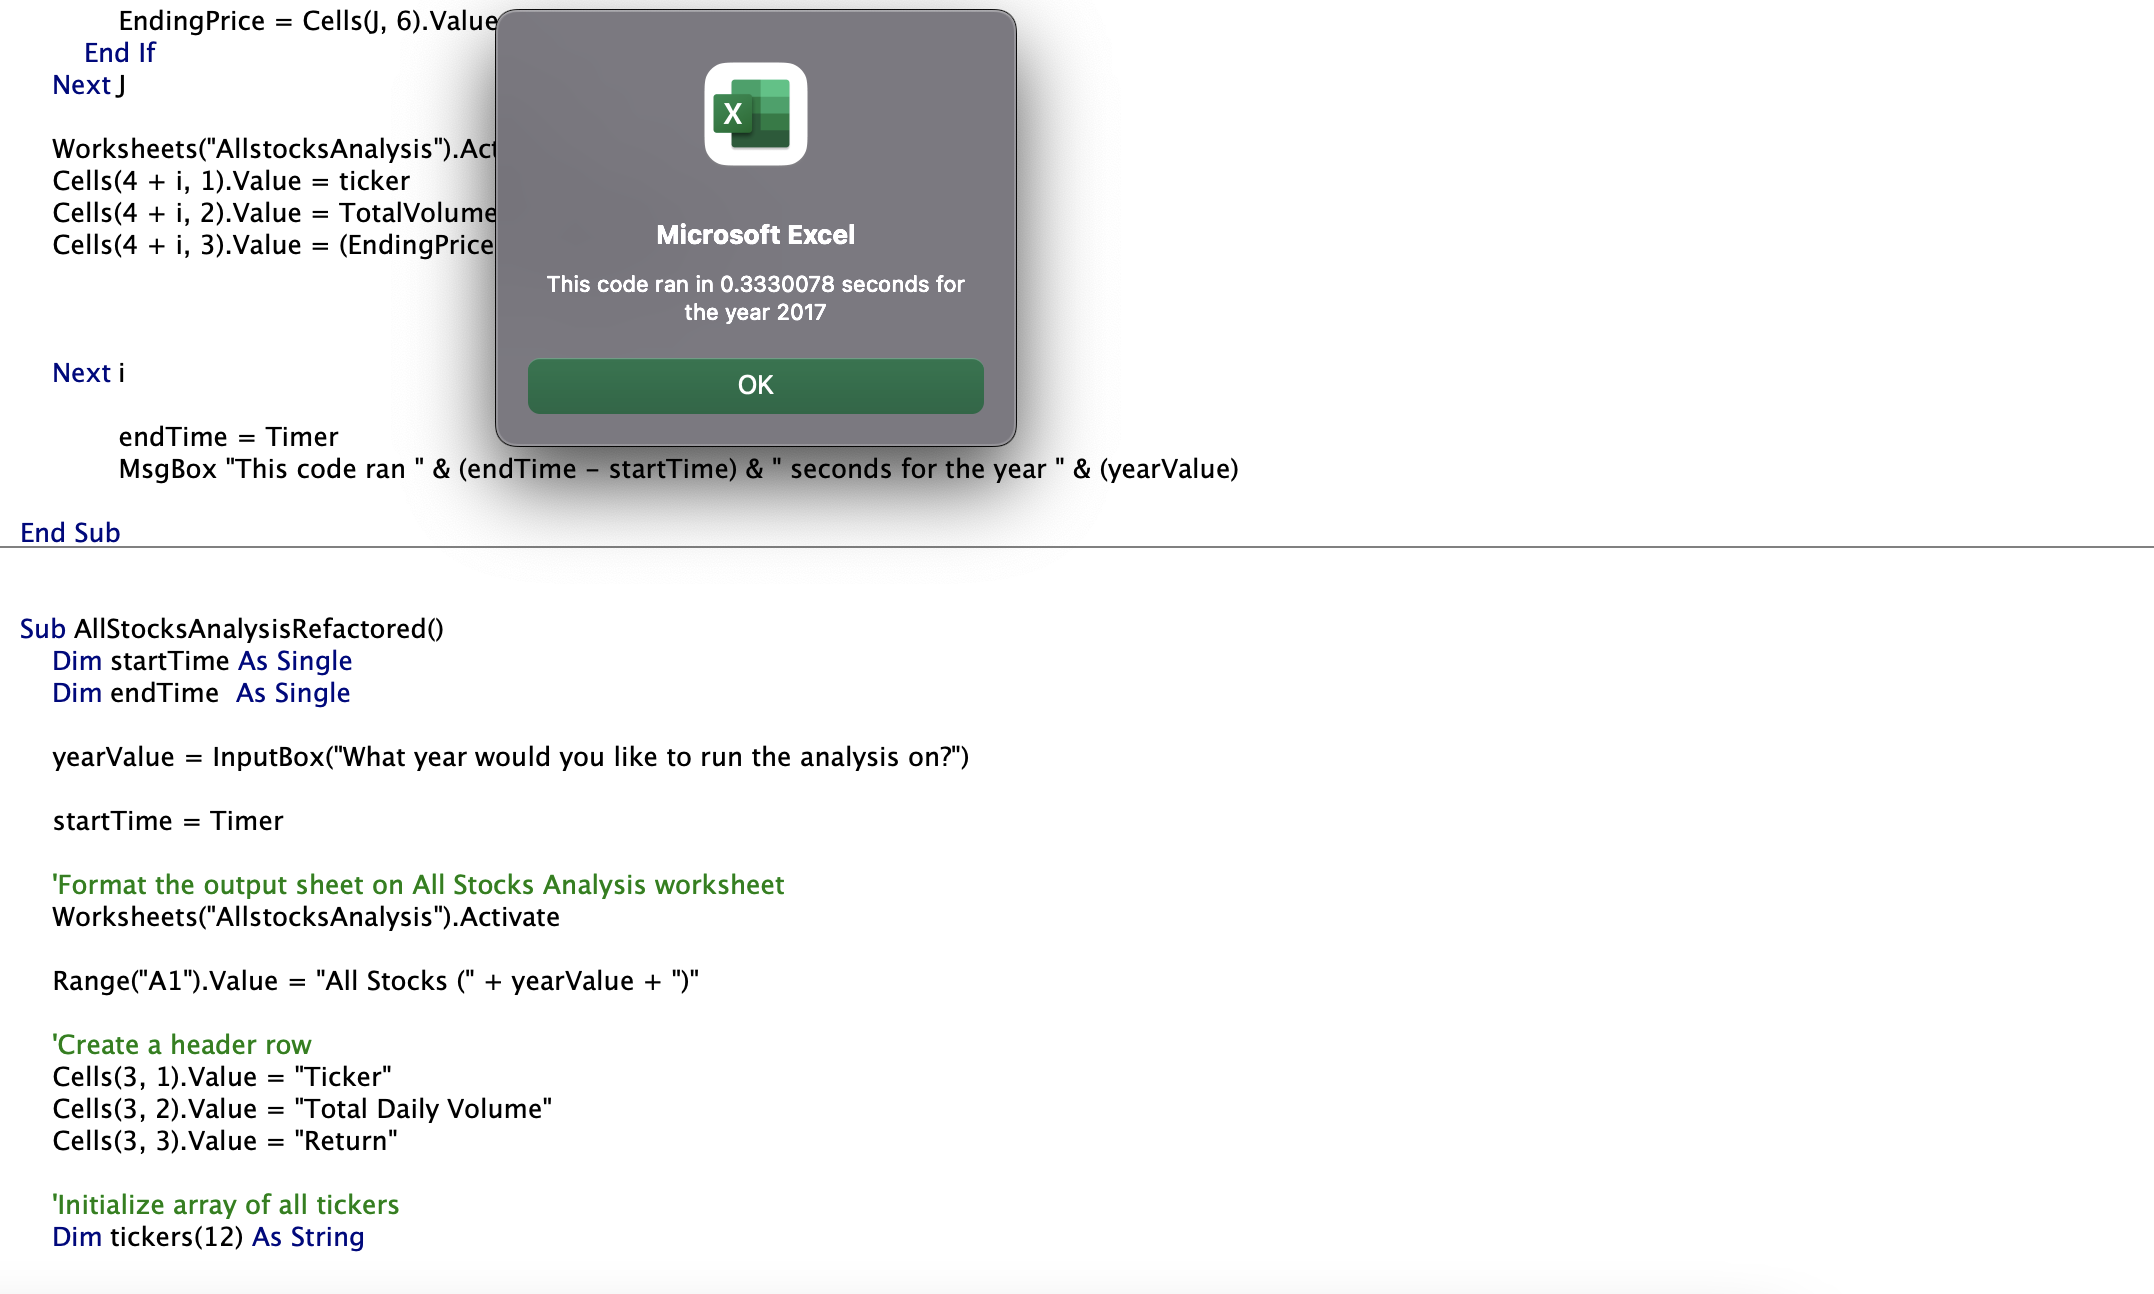 EndingPrice = Cells(J, 6).Value
End If
Next J
Worksheets("AllstocksAnalysis").Act
Cells(4 + i, 1).Value = ticker
Cells(4 + i, 2).Value = TotalVolume
Cells(4 + i, 3).Value = (EndingPrice
X
Microsoft Excel
This code ran in 0.3330078 seconds for
the year 2017
OK
Next i
endTime = Timer
MsgBox "This code ran " & (endTime - startTime) & " seconds for the year " & (yearValue)
End Sub
Sub AllStocksAnalysisRefactored()
Dim startTime As Single
Dim endTime  As Single
yearValue = InputBox("What year would you like to run the analysis on?")
startTime = Timer
'Format the output sheet on All Stocks Analysis worksheet
Worksheets("AllstocksAnalysis").Activate
Range("A1").Value = "All Stocks (" + yearValue + ")"
'Create a header row
Cells(3, 1).Value = "Ticker"
Cells(3, 2).Value = "Total Daily Volume"
Cells(3, 3).Value = "Return"
'Initialize array of all tickers
Dim tickers(12) As String